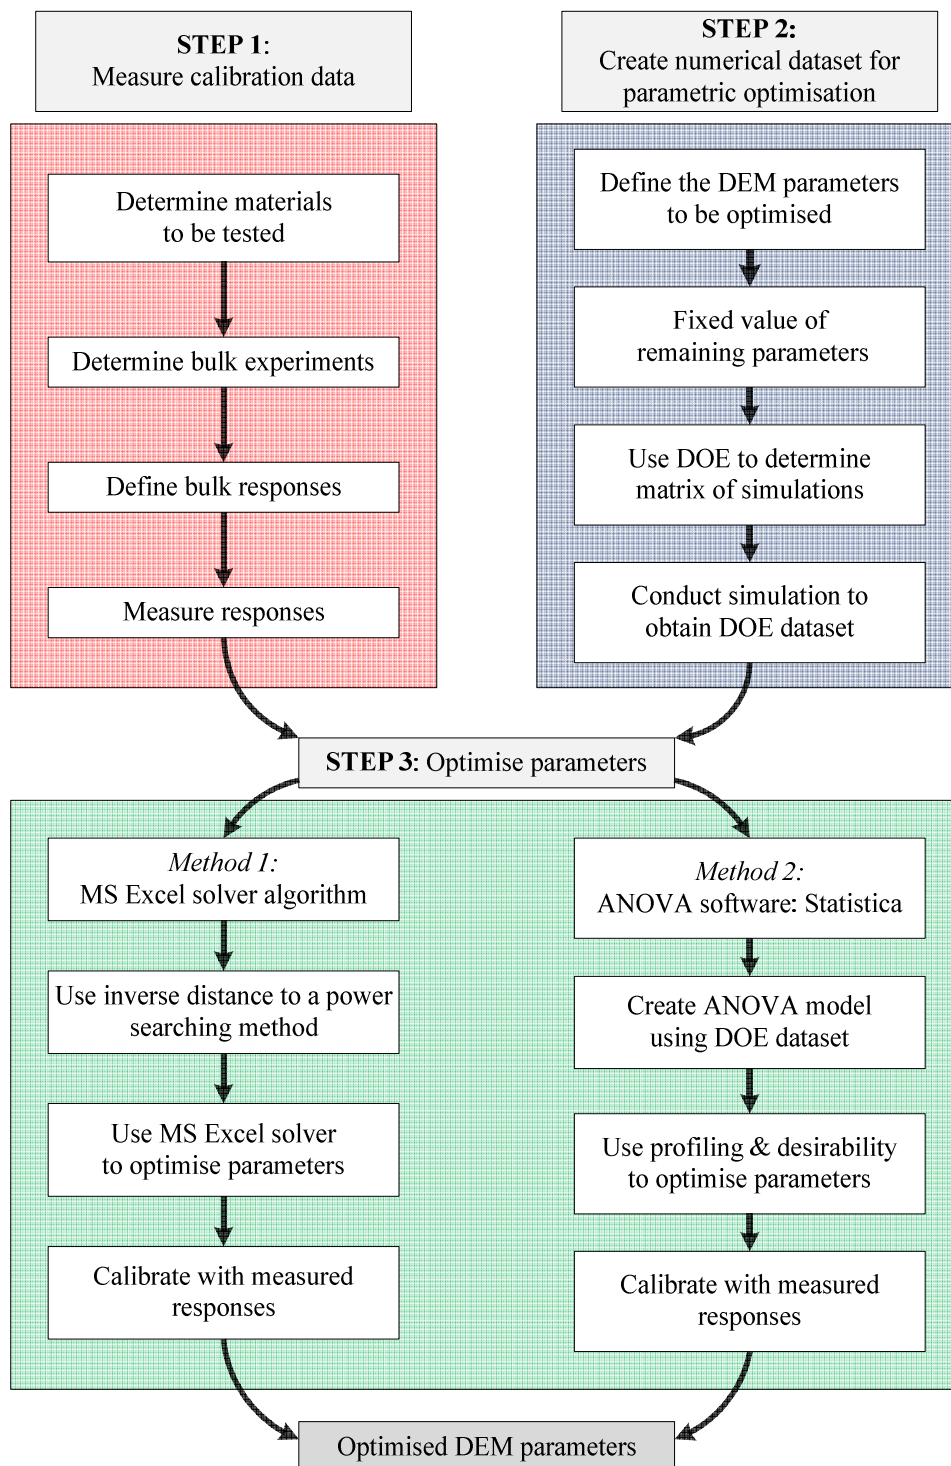 STEP 1:
Measure calibration data
Determine materials
to be tested
Determine bulk experiments
Define bulk responses
Measure responses
STEP 2:
Create numerical dataset for
parametric optimisation
Define the DEM parameters
to be optimised
Fixed value of
remaining parameters
Use DOE to determine
matrix of simulations
Conduct simulation to
obtain DOE dataset
STEP 3: Optimise parameters
Method 1:
MS Excel solver algorithm
Use inverse distance to a power
searching method
Use MS Excel solver
to optimise parameters
Calibrate with measured
responses
Method 2:
ANOVA software: Statistica
Create ANOVA model
using DOE dataset
Use profiling & desirability
to optimise parameters
Calibrate with measured
responses
Optimised DEM parameters